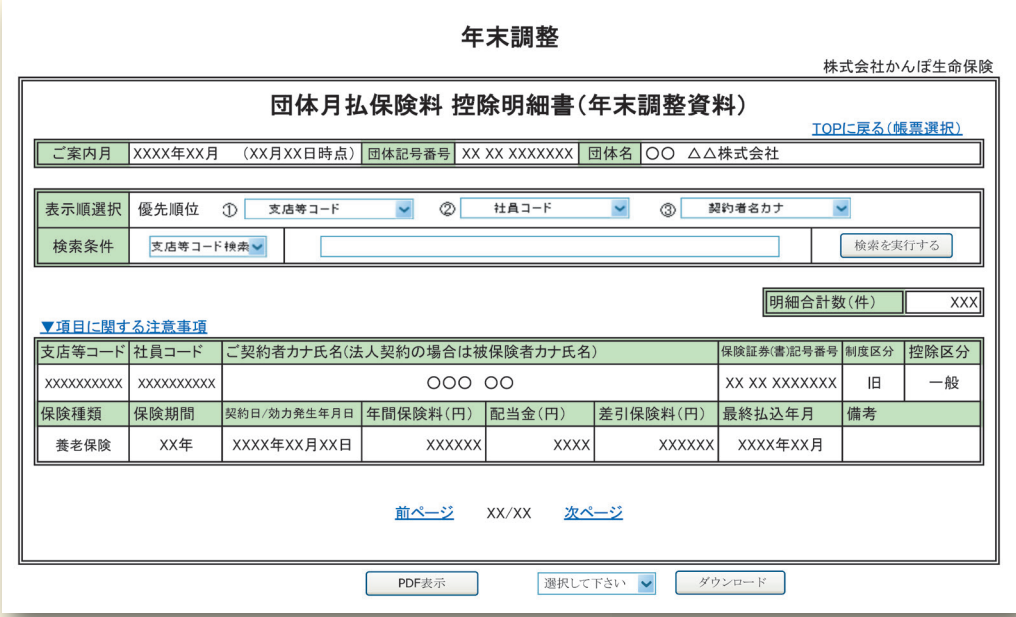 年末調整
株式会社かんぽ生命保険
団体月払保険料 控除明細書(年末調整資料)
TOPに戻る(帳票選択)
ご案内月 XXXX年XX月 (XX月XX日時点) 団体記号番号 XX XX XXXXXXX 団体名 〇〇 △△株式会社
表示順選択 優先順位 ① 支店等コード ② 社員コード ③ 契約者名カナ
検索条件 支店等コード検索 検索を実行する
明細合計数(件) XXX
▼項目に関する注意事項
支店等コード 社員コード ご契約者カナ氏名(法人契約の場合は被保険者カナ氏名) 保険証券(書)記号番号 制度区分 控除区分
XXXXXXXXXX XXXXXXXXXX 〇〇〇 〇〇 XX XX XXXXXXX 旧 一般
保険種類 保険期間 契約日/効力発生年月日 年間保険料(円) 配当金(円) 差引保険料(円) 最終払込年月 備考
養老保険 XX年 XXXX年XX月XX日 XXXXXX XXXX XXXXXX XXXX年XX月
前ページ XX/XX 次ページ
PDF表示 選択して下さい ダウンロード